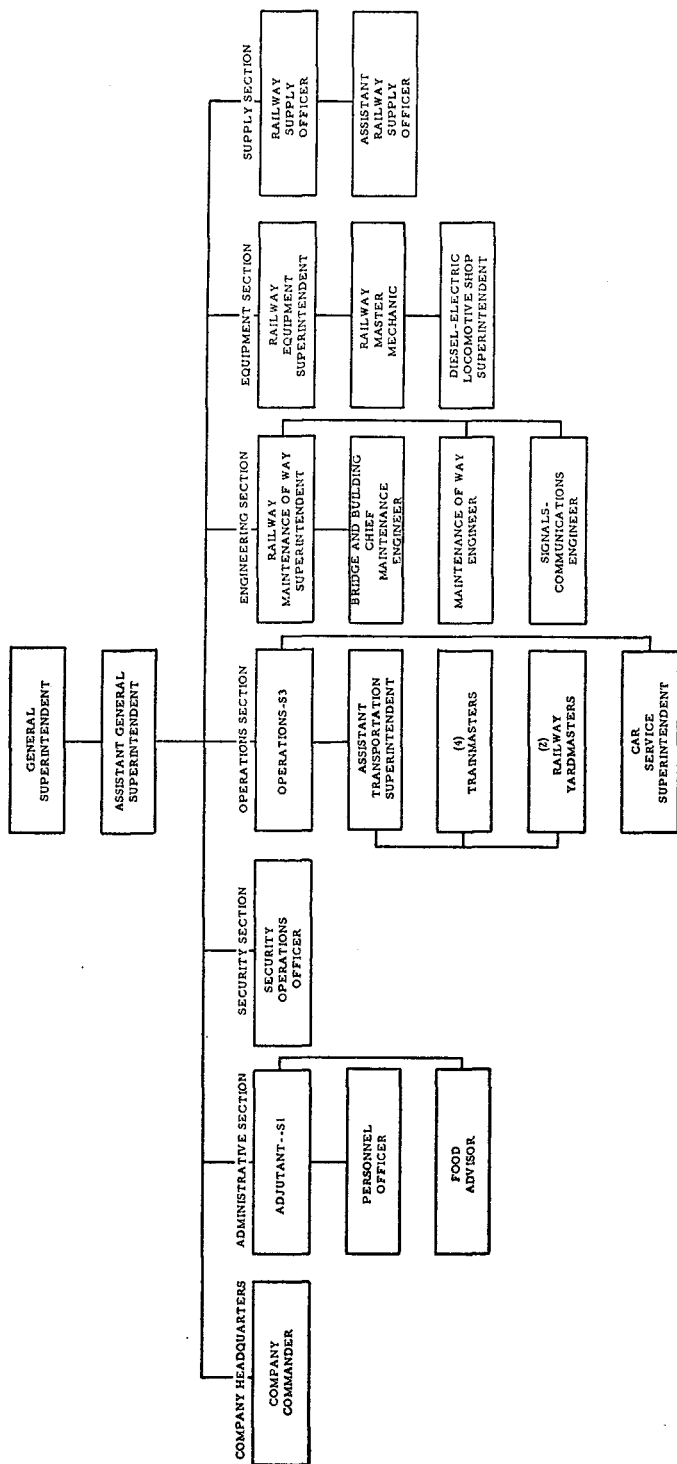 GENERAL
SUPERINTENDENT
ASSISTANT GENERAL
SUPERINTENDENT
COMPANY HEADQUARTERS
COMPANY
COMMANDER
ADMINISTRATIVE SECTION
ADJUTANT--S1
PERSONNEL
OFFICER
FOOD
ADVISOR
SECURITY SECTION
SECURITY
OPERATIONS
OFFICER
OPERATIONS SECTION
OPERATIONS-S3
ASSISTANT
TRANSPORTATION
SUPERINTENDENT
(4)
TRAINMASTERS
(2)
RAILWAY
YARDMASTERS
CAR
SERVICE
SUPERINTENDENT
ENGINEERING SECTION
RAILWAY
MAINTENANCE OF WAY
SUPERINTENDENT
BRIDGE AND BUILDING
CHIEF
MAINTENANCE
ENGINEER
MAINTENANCE OF WAY
ENGINEER
SIGNALS-
COMMUNICATIONS
ENGINEER
EQUIPMENT SECTION
RAILWAY
EQUIPMENT
SUPERINTENDENT
RAILWAY
MASTER
MECHANIC
DIESEL-ELECTRIC
LOCOMOTIVE SHOP
SUPERINTENDENT
SUPPLY SECTION
RAILWAY
SUPPLY
OFFICER
ASSISTANT
RAILWAY
SUPPLY
OFFICER